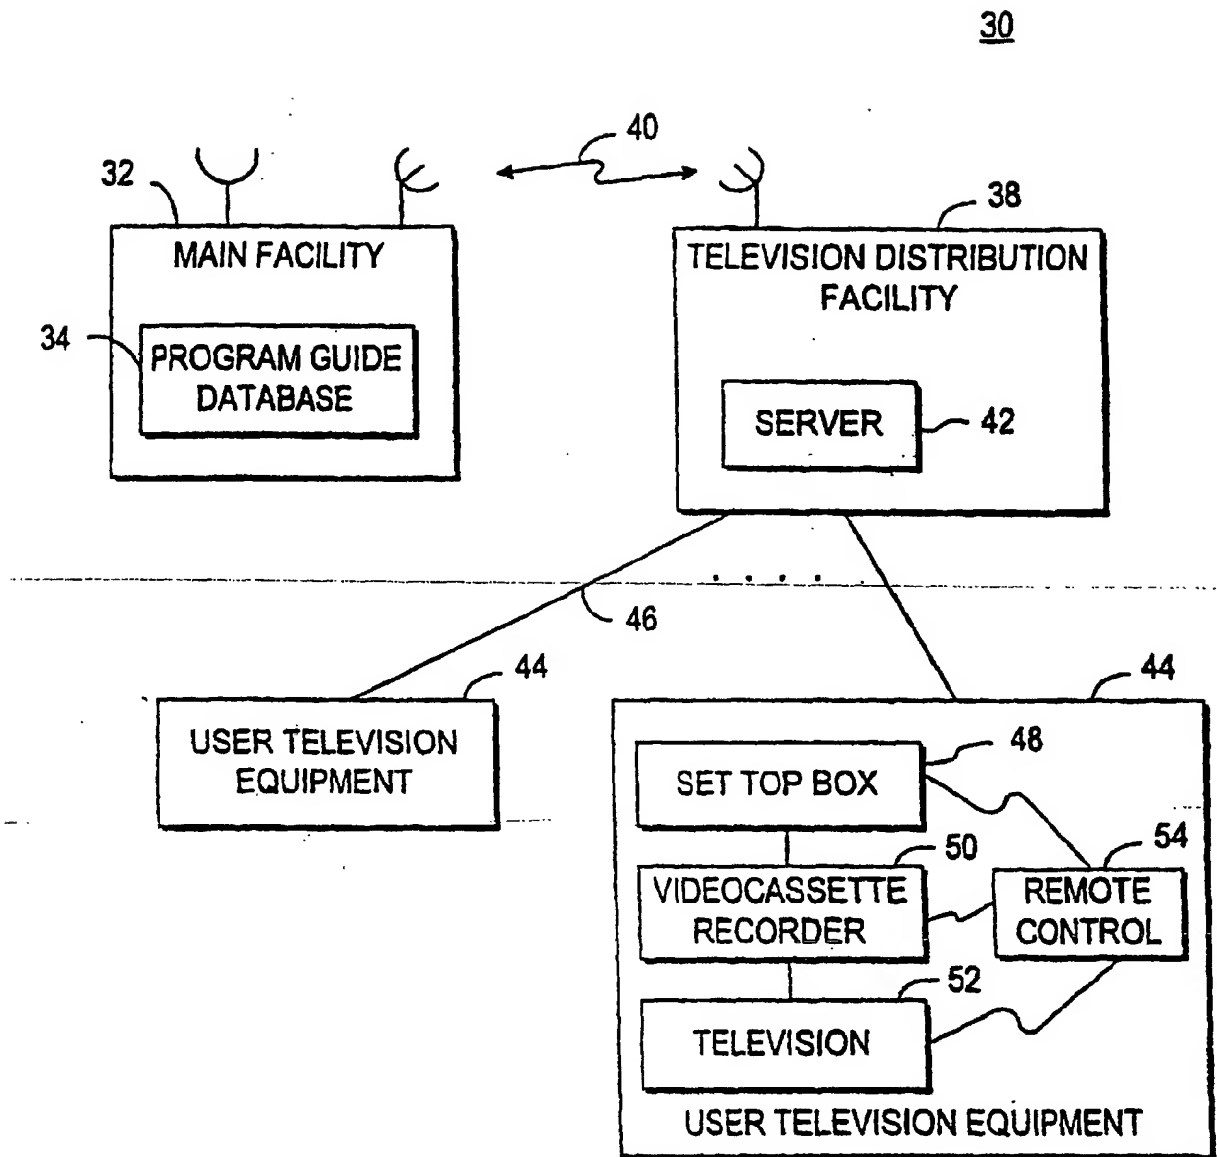 30
40
32
38
MAIN FACILITY
TELEVISION DISTRIBUTION
FACILITY
34
PROGRAM GUIDE
DATABASE
SERVER
42
46
44
44
USER TELEVISION
EQUIPMENT
48
SET TOP BOX
50
54
VIDEOCASSETTE
RECORDER
REMOTE
CONTROL
52
TELEVISION
USER TELEVISION EQUIPMENT